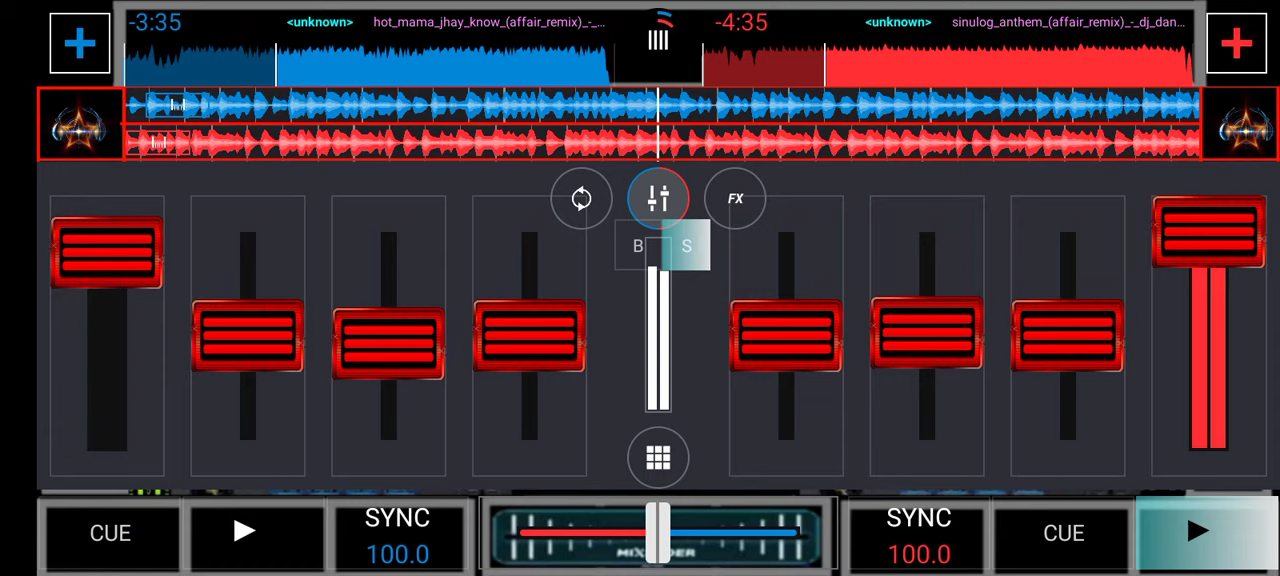 -3:35 <unknown> hot_mama_jhay_know_(affair_remix)_-_...
-4:35 <unknown> sinulog_anthem_(affair_remix)_-_dj_dan...
FX
B S
CUE
SYNC
100.0
SYNC
100.0
CUE